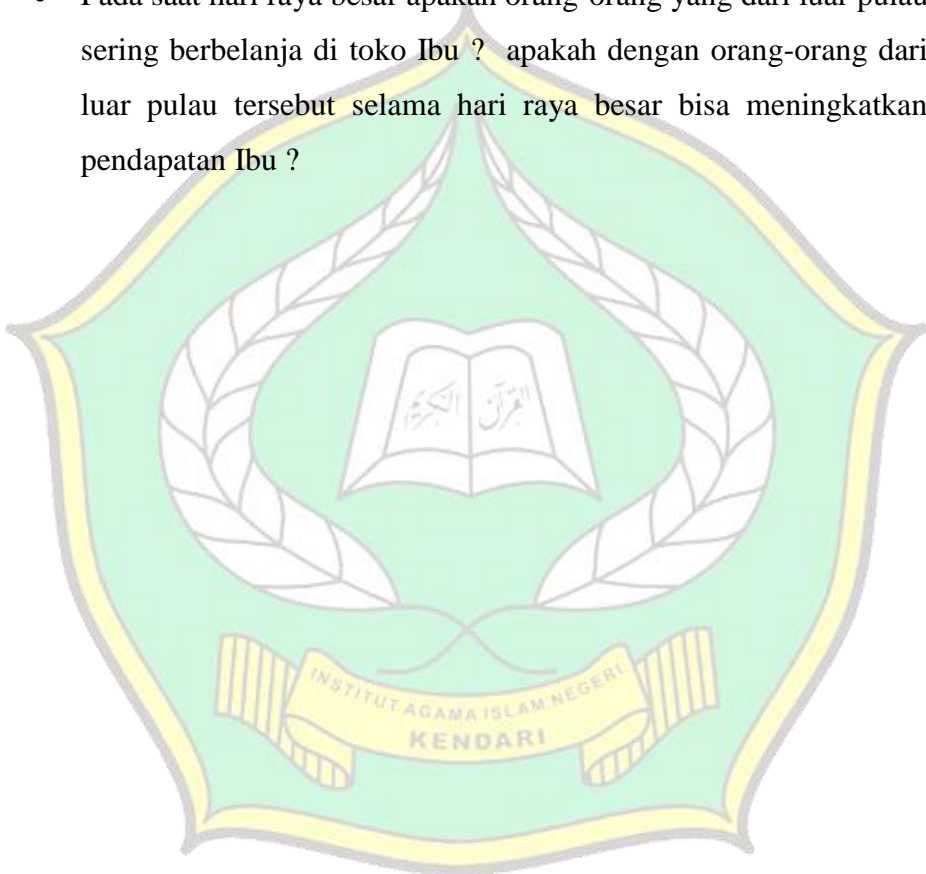 • Pada saat hari raya besar apakah orang-orang yang dari luar pulau
sering berbelanja di toko Ibu ? apakah dengan orang-orang dari
luar pulau tersebut selama hari raya besar bisa meningkatkan
pendapatan Ibu ?
القرآن الكريم
INSTITUT AGAMA ISLAM NEGERI
KENDARI